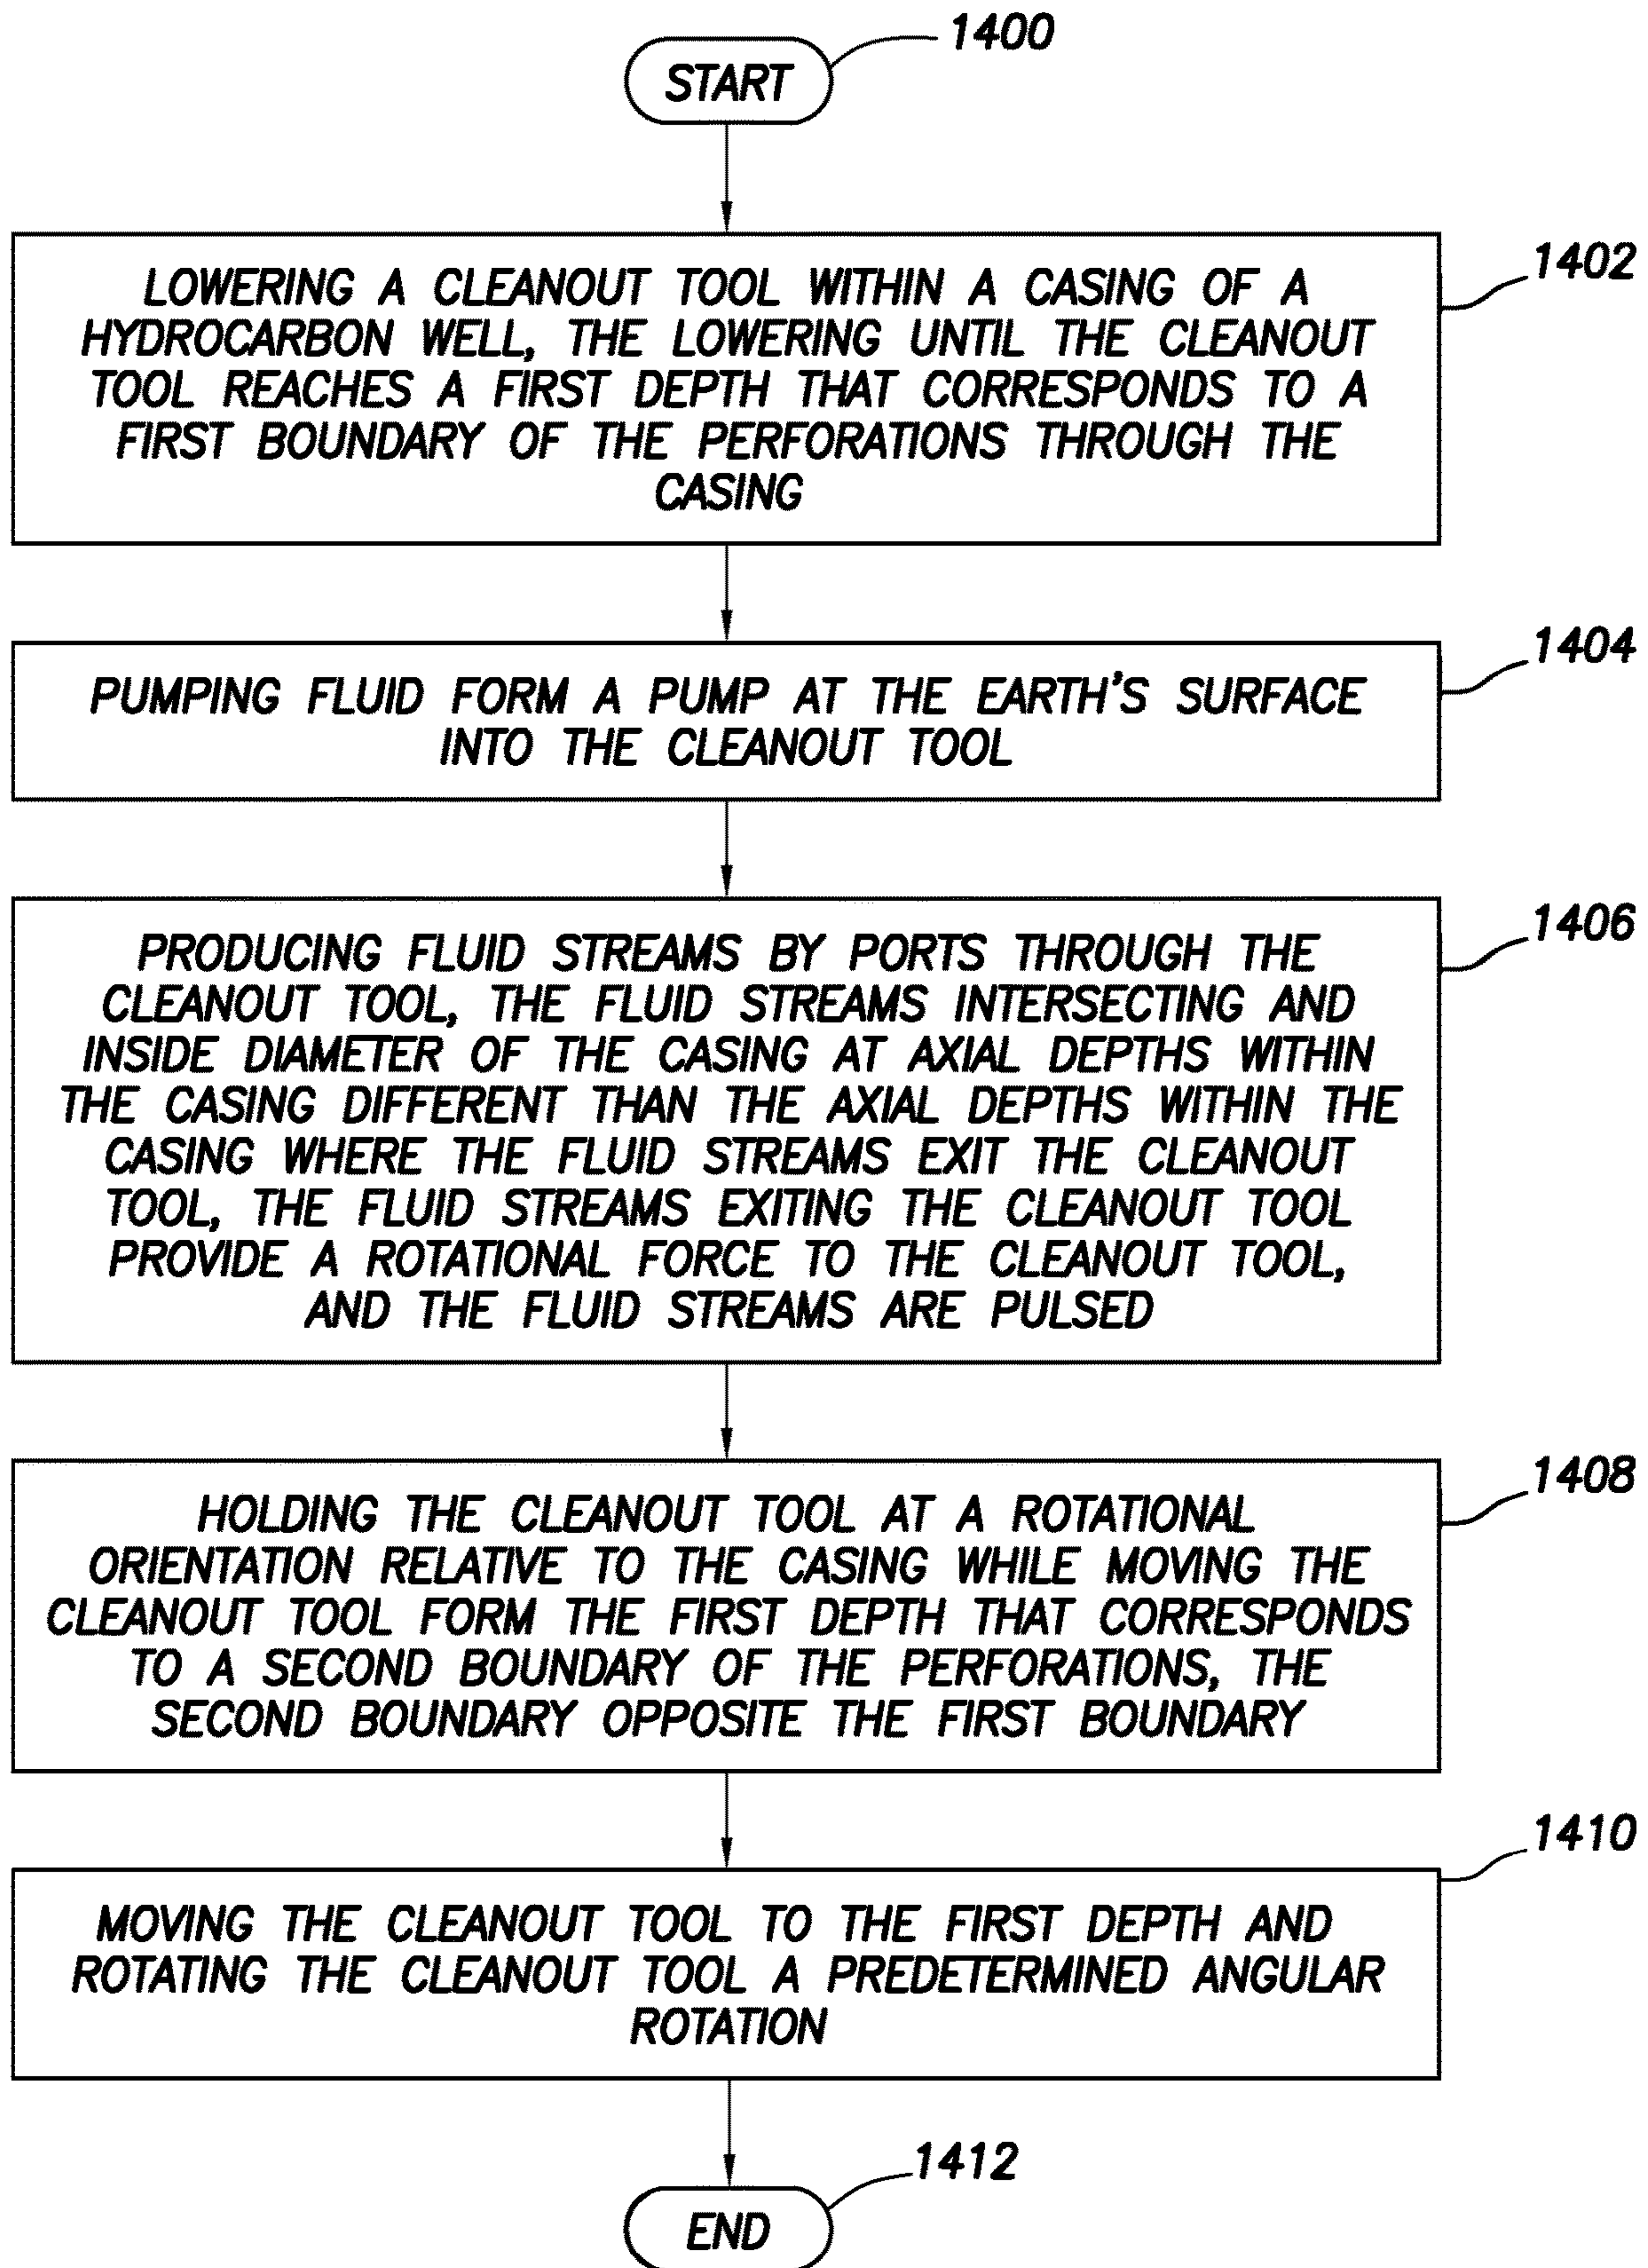 1400
START
1402
LOWERING A CLEANOUT TOOL WITHIN A CASING OF A
HYDROCARBON WELL, THE LOWERING UNTIL THE CLEANOUT
TOOL REACHES A FIRST DEPTH THAT CORRESPONDS TO A
FIRST BOUNDARY OF THE PERFORATIONS THROUGH THE
CASING
1404
PUMPING FLUID FORM A PUMP AT THE EARTH'S SURFACE
INTO THE CLEANOUT TOOL
1406
PRODUCING FLUID STREAMS BY PORTS THROUGH THE
CLEANOUT TOOL, THE FLUID STREAMS INTERSECTING AND
INSIDE DIAMETER OF THE CASING AT AXIAL DEPTHS WITHIN
THE CASING DIFFERENT THAN THE AXIAL DEPTHS WITHIN THE
CASING WHERE THE FLUID STREAMS EXIT THE CLEANOUT
TOOL, THE FLUID STREAMS EXITING THE CLEANOUT TOOL
PROVIDE A ROTATIONAL FORCE TO THE CLEANOUT TOOL,
AND THE FLUID STREAMS ARE PULSED
1408
HOLDING THE CLEANOUT TOOL AT A ROTATIONAL
ORIENTATION RELATIVE TO THE CASING WHILE MOVING THE
CLEANOUT TOOL FORM THE FIRST DEPTH THAT CORRESPONDS
TO A SECOND BOUNDARY OF THE PERFORATIONS, THE
SECOND BOUNDARY OPPOSITE THE FIRST BOUNDARY
1410
MOVING THE CLEANOUT TOOL TO THE FIRST DEPTH AND
ROTATING THE CLEANOUT TOOL A PREDETERMINED ANGULAR
ROTATION
1412
END